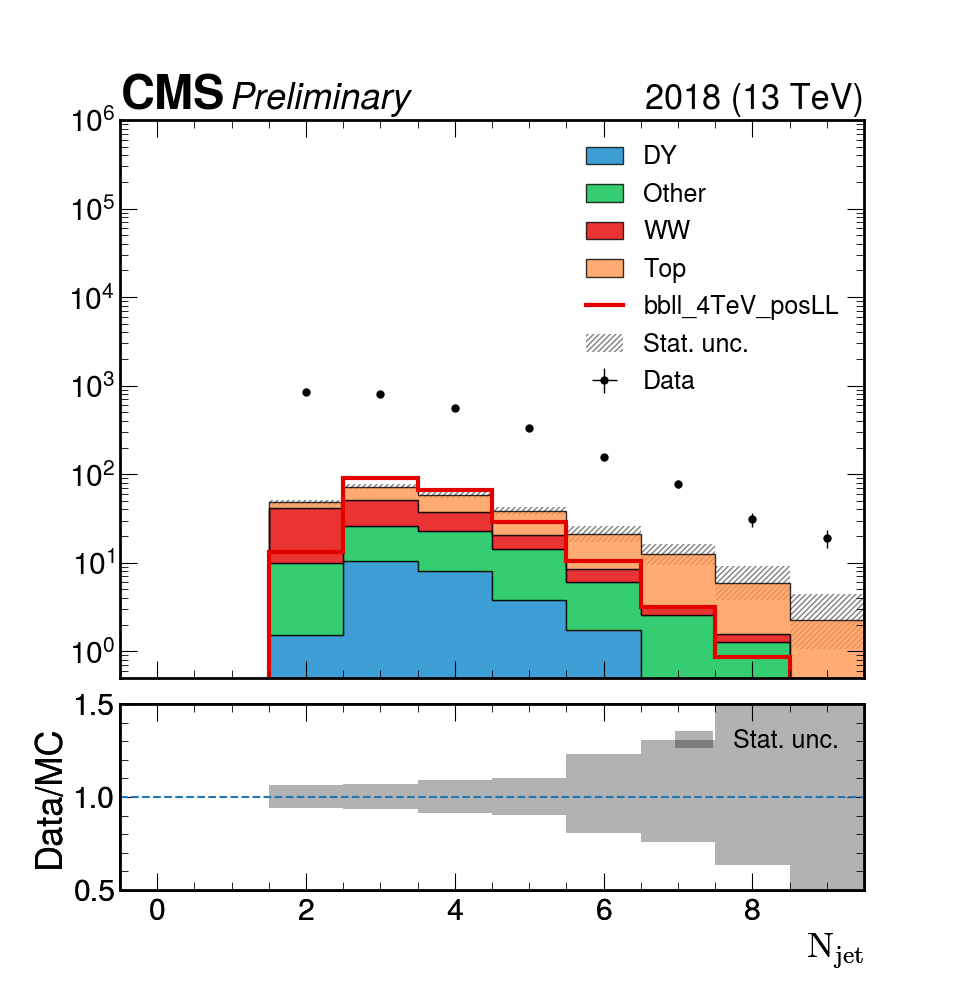 CMS Preliminary 2018 (13 TeV)
10^6
10^5
10^4
10^3
10^2
10^1
10^0
DY
Other
WW
Top
bbll_4TeV_posLL
Stat. unc.
Data
Data/MC
1.5
1.0
0.5
Stat. unc.
0 2 4 6 8
N_jet